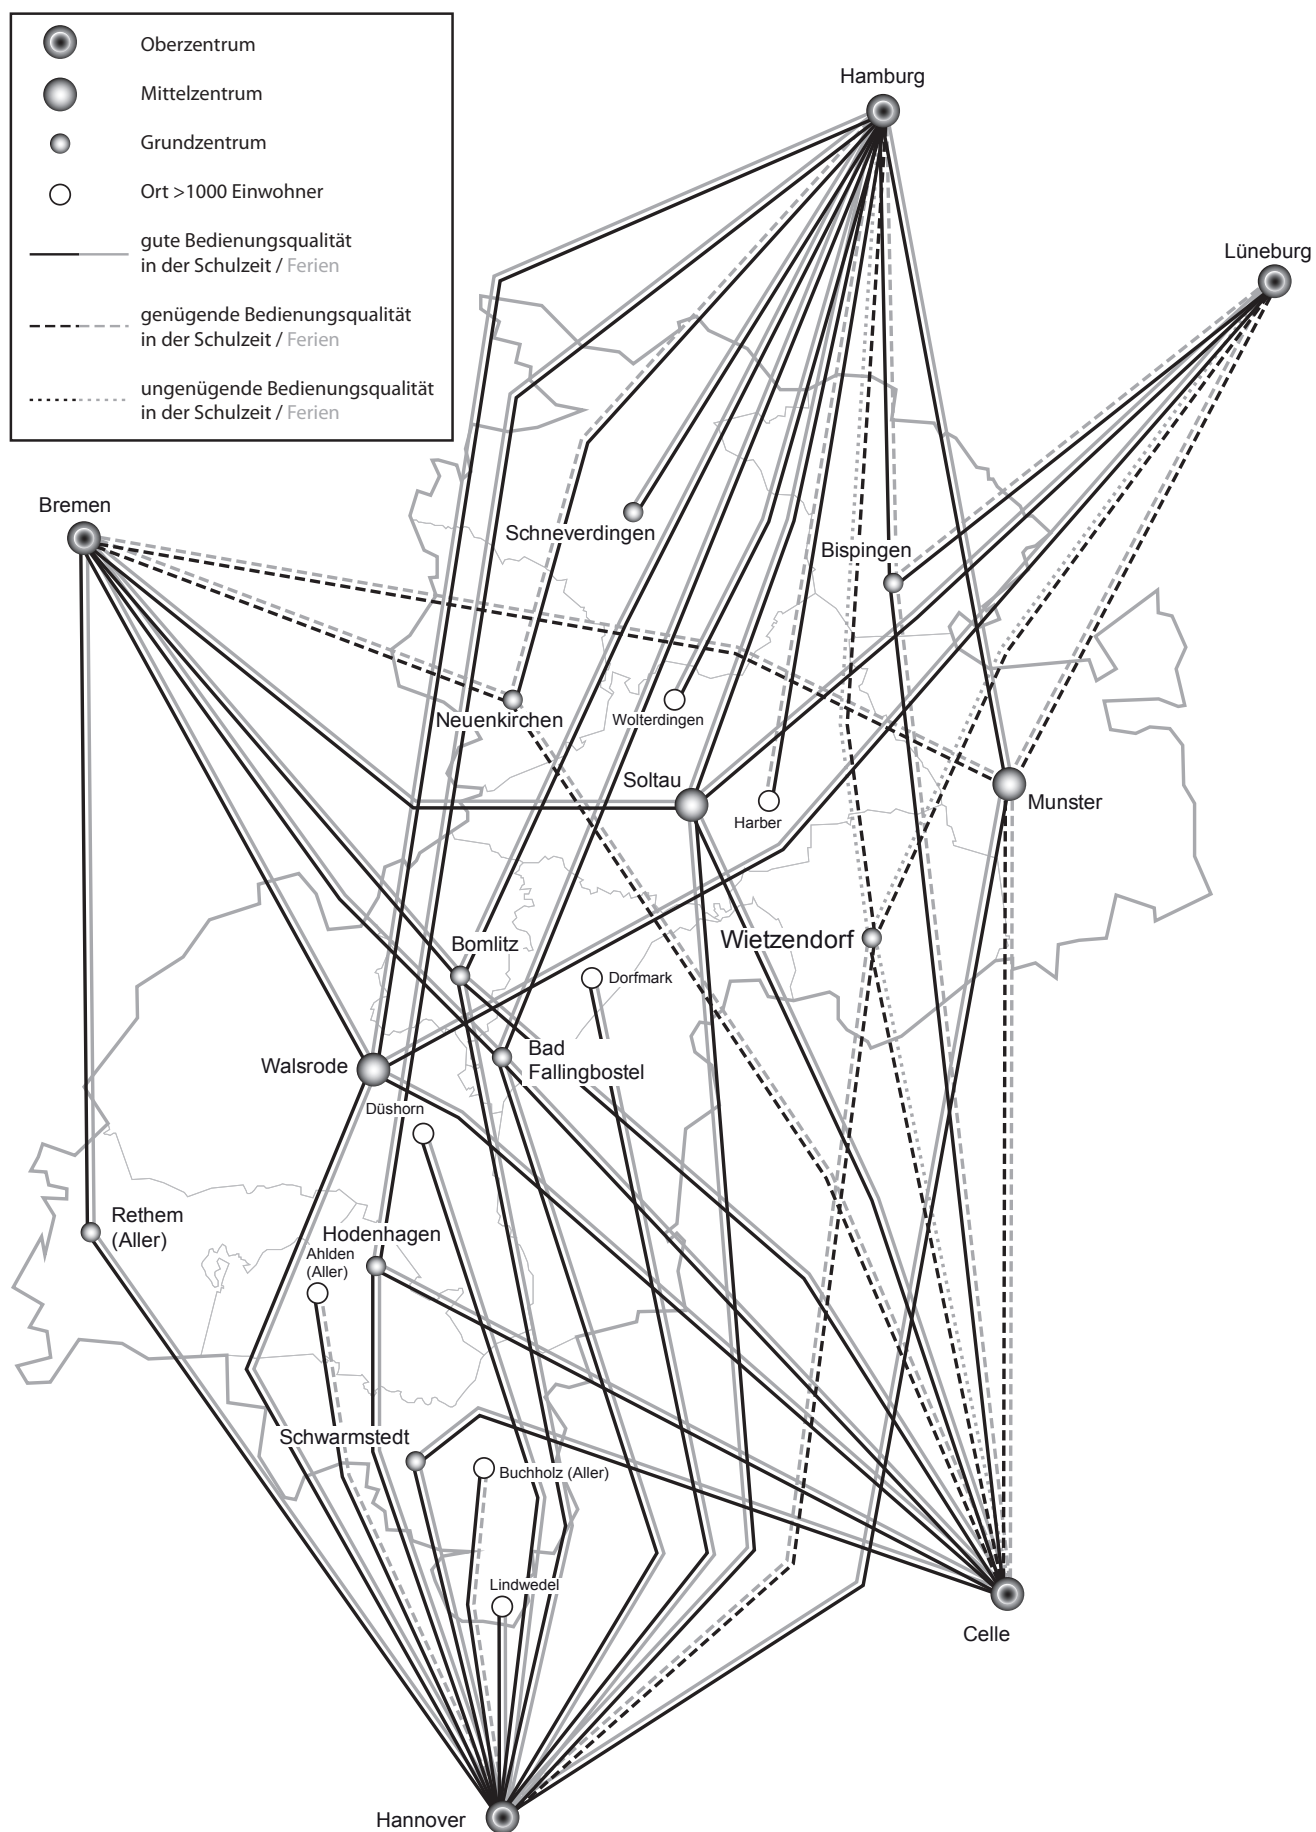 Oberzentrum
Mittelzentrum
Grundzentrum
Ort >1000 Einwohner
gute Bedienungsqualität
in der Schulzeit / Ferien
genügende Bedienungsqualität
in der Schulzeit / Ferien
ungenügende Bedienungsqualität
in der Schulzeit / Ferien
Hamburg
Lüneburg
Bremen
Schneverdingen
Bispingen
Neuenkirchen
Wolterdingen
Soltau
Munster
Harber
Wietzendorf
Bomlitz
Dorfmark
Bad
Fallingbostel
Walsrode
Düshorn
Rethem
(Aller)
Hodenhagen
Ahlden
(Aller)
Schwarmstedt
Buchholz (Aller)
Lindwedel
Celle
Hannover